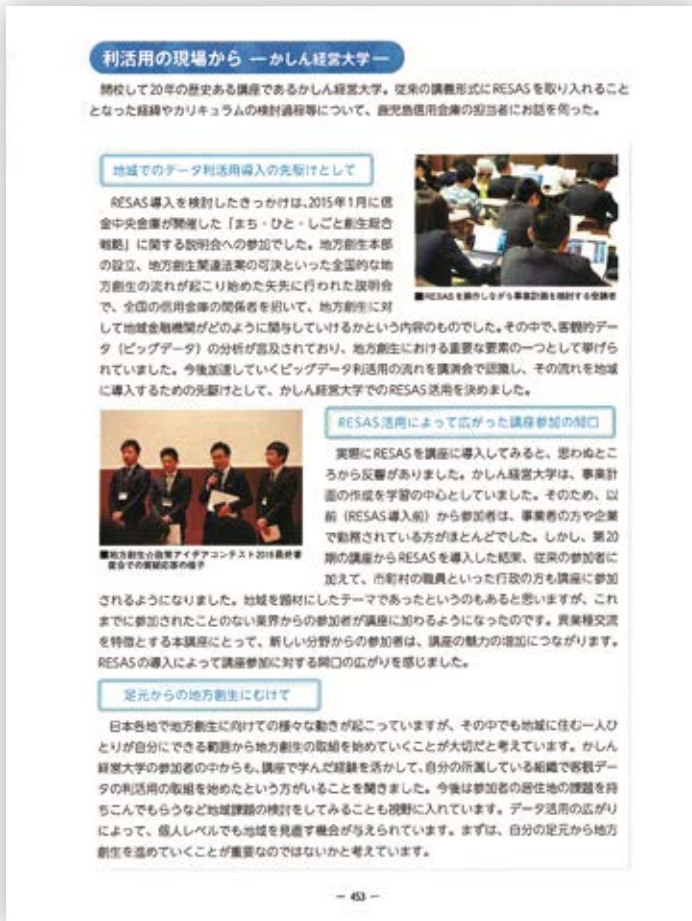 利活用の現場から ―かしん経営大学―
開校して20年の歴史ある講座であるかしん経営大学。従来の講義形式にRESASを取り入れること
となった経緯やカリキュラムの検討過程等について、鹿児島信用金庫の担当者にお話を伺った。
地域でのデータ利活用導入の先駆けとして
RESAS導入を検討したきっかけは、2015年1月に信
金中央金庫が開催した「まち・ひと・しごと創生総合
戦略」に関する説明会への参加でした。地方創生本部
の設立、地方創生関連法案の可決といった全国的な地
方創生の流れが起こり始めた矢先に行われた説明会
で、全国の信用金庫の関係者を招いて、地方創生に対
■RESASを操作しながら事業計画を検討する受講者
して地域金融機関がどのように関与していけるかという内容のものでした。その中で、客観的デー
タ（ビッグデータ）の分析が言及されており、地方創生における重要な要素の一つとして挙げら
れていました。今後加速していくビッグデータ利活用の流れを講演会で認識し、その流れを地域
に導入するための先駆けとして、かしん経営大学でのRESAS活用を決めました。
RESAS活用によって広がった講座参加の間口
実際にRESASを講座に導入してみると、思わぬとこ
ろから反響がありました。かしん経営大学は、事業計
画の作成を学習の中心としていました。そのため、以
前（RESAS導入前）から参加者は、事業者の方や企業
で勤務されている方がほとんどでした。しかし、第20
期の講座からRESASを導入した結果、従来の参加者に
加えて、市町村の職員といった行政の方も講座に参加
■地方創生☆政策アイデアコンテスト2016最終審
査会での質疑応答の様子
されるようになりました。地域を題材にしたテーマであったというのもあると思いますが、これ
までに参加されたことのない業界からの参加者が講座に加わるようになったのです。異業種交流
を特徴とする本講座にとって、新しい分野からの参加者は、講座の魅力の増加につながります。
RESASの導入によって講座参加に対する間口の広がりを感じました。
足元からの地方創生にむけて
日本各地で地方創生に向けての様々な動きが起こっていますが、その中でも地域に住む一人ひ
とりが自分にできる範囲から地方創生の取組を始めていくことが大切だと考えています。かしん
経営大学の参加者の中からも、講座で学んだ経験を活かして、自分の所属している組織で客観デー
タの利活用の取組を始めたという方がいることを聞きました。今後は参加者の居住地の課題を持
ちこんでもらうなど地域課題の検討をしてみることも視野に入れています。データ活用の広がり
によって、個人レベルでも地域を見直す機会が与えられています。まずは、自分の足元から地方
創生を進めていくことが重要なのではないかと考えています。
― 453 ―